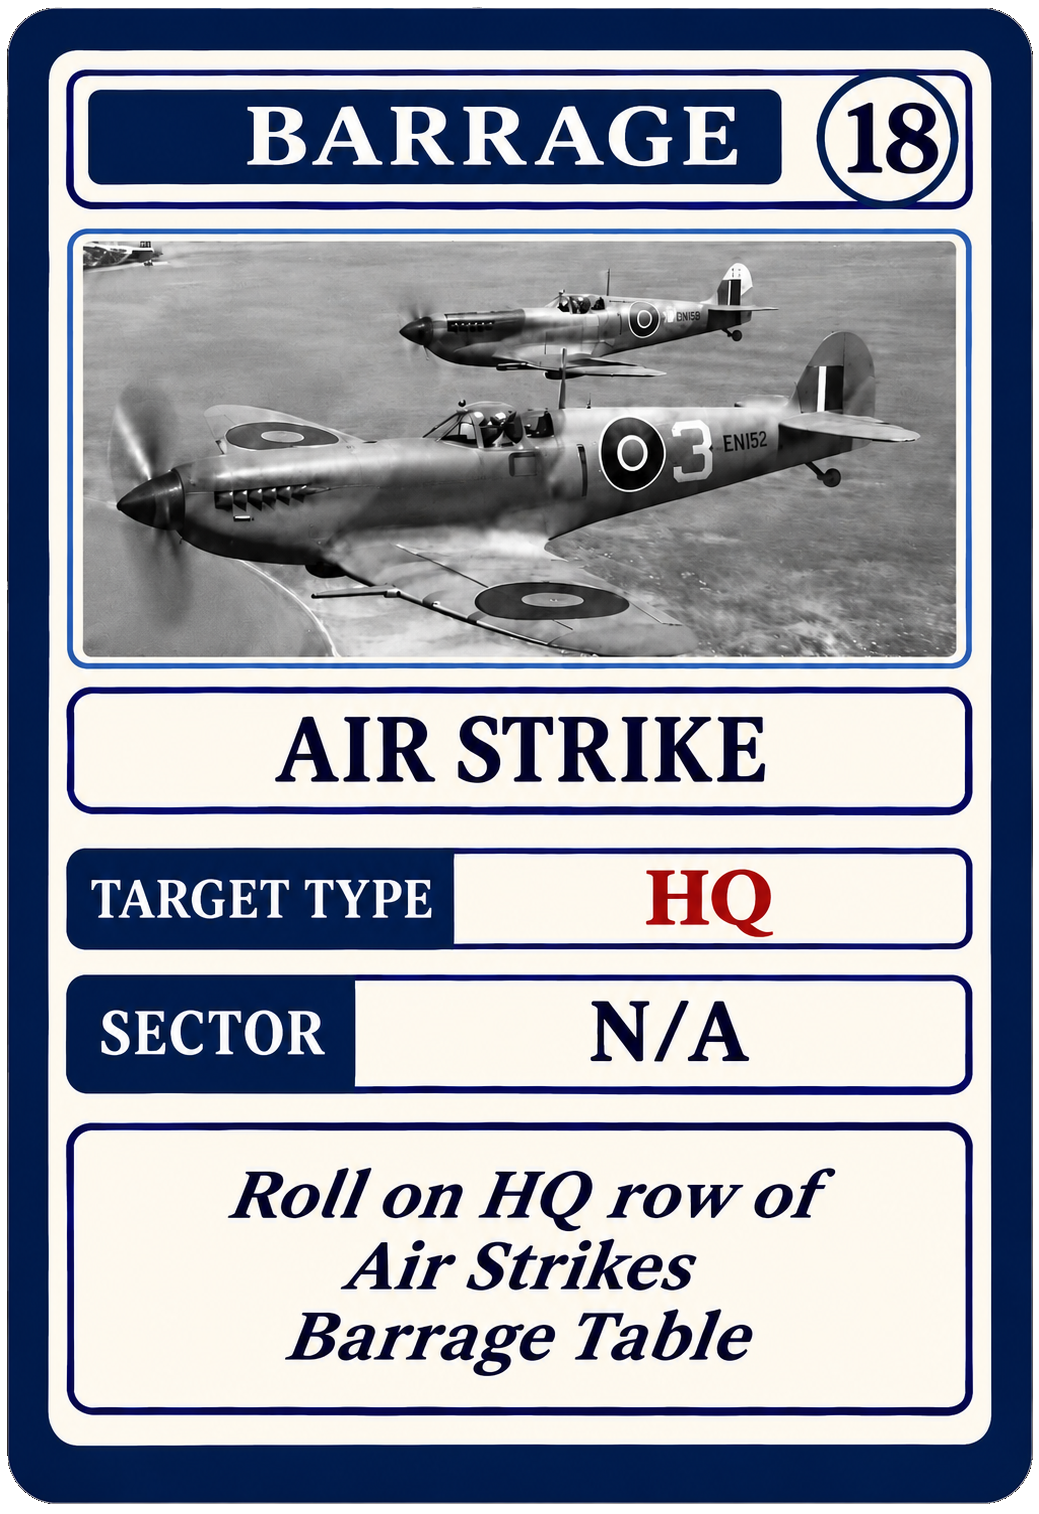 BARRAGE 18
3 EN152
AIR STRIKE
TARGET TYPE HQ
SECTOR N/A
Roll on HQ row of
Air Strikes
Barrage Table